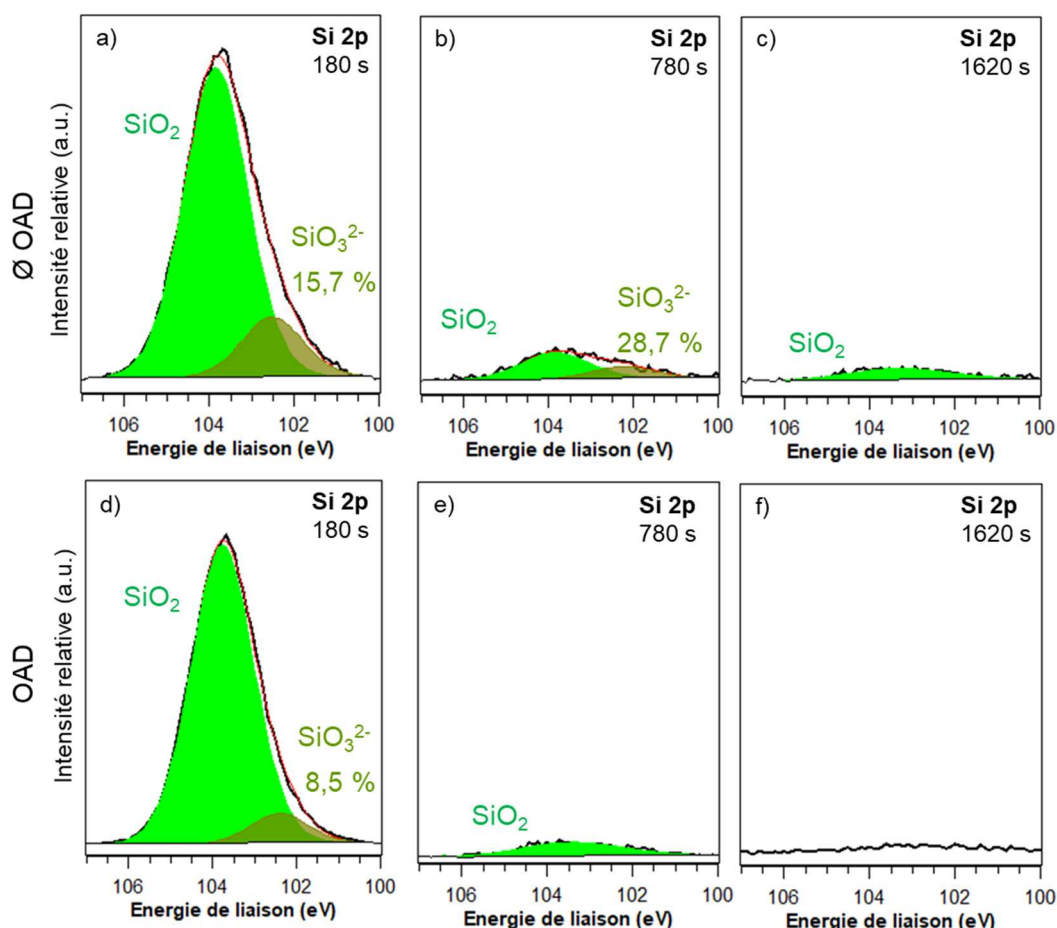 Ø OAD
Intensité relative (a.u.)
a)
Si 2p
180 s
SiO₂
SiO₃²⁻
15,7 %
106 104 102 100
Energie de liaison (eV)
b)
Si 2p
780 s
SiO₂
SiO₃²⁻
28,7 %
106 104 102 100
Energie de liaison (eV)
c)
Si 2p
1620 s
SiO₂
106 104 102 100
Energie de liaison (eV)
OAD
Intensité relative (a.u.)
d)
Si 2p
180 s
SiO₂
SiO₃²⁻
8,5 %
106 104 102 100
Energie de liaison (eV)
e)
Si 2p
780 s
SiO₂
106 104 102 100
Energie de liaison (eV)
f)
Si 2p
1620 s
106 104 102 100
Energie de liaison (eV)